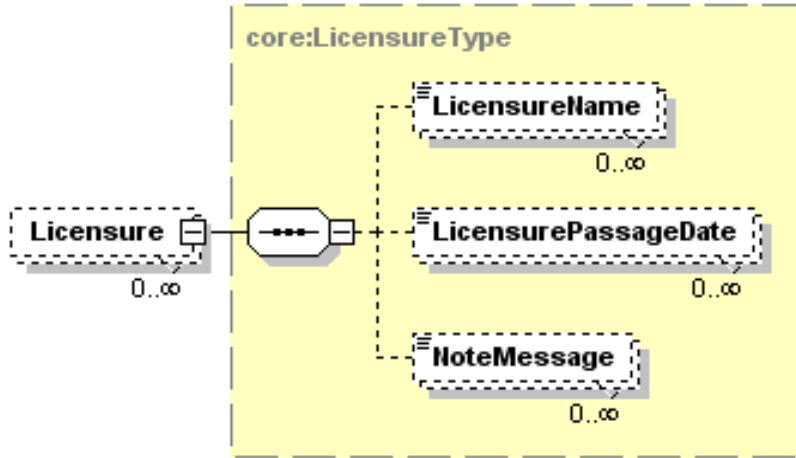 core:LicensureType
LicensureName
0..∞
Licensure
0..∞
LicensurePassageDate
0..∞
NoteMessage
0..∞